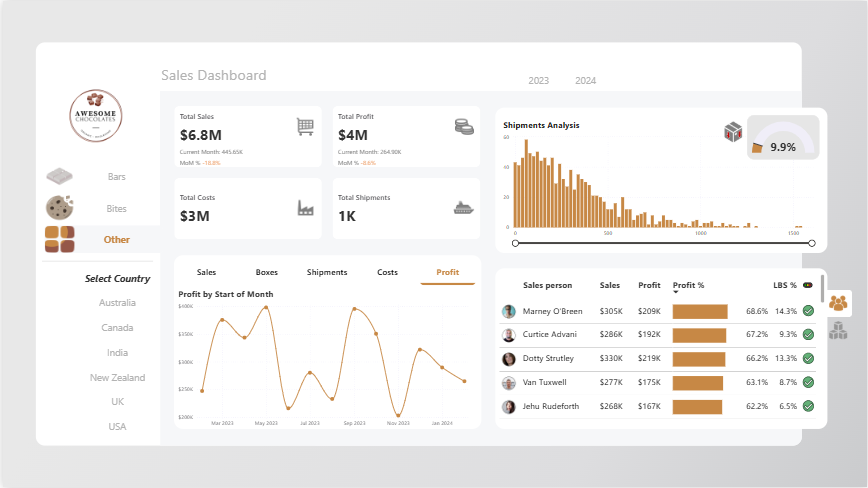 Sales Dashboard
2023 2024
AWESOME
CHOCOLATES
Bars
Bites
Other
Select Country
Australia
Canada
India
New Zealand
UK
USA
Total Sales
$6.8M
Current Month: 445.65K
MoM % -18.8%
Total Profit
$4M
Current Month: 264.90K
MoM % -8.6%
Total Costs
$3M
Total Shipments
1K
Shipments Analysis
9.9%
60
40
20
0
0 500 1000 1500
Sales Boxes Shipments Costs Profit
Profit by Start of Month
$400K
$350K
$300K
$250K
$200K
Mar 2023 May 2023 Jul 2023 Sep 2023 Nov 2023 Jan 2024
Sales person Sales Profit Profit % LBS %
Marney O'Breen $305K $209K 68.6% 14.3%
Curtice Advani $286K $192K 67.2% 9.3%
Dotty Strutley $330K $219K 66.2% 13.3%
Van Tuxwell $277K $175K 63.1% 8.7%
Jehu Rudeforth $268K $167K 62.2% 6.5%